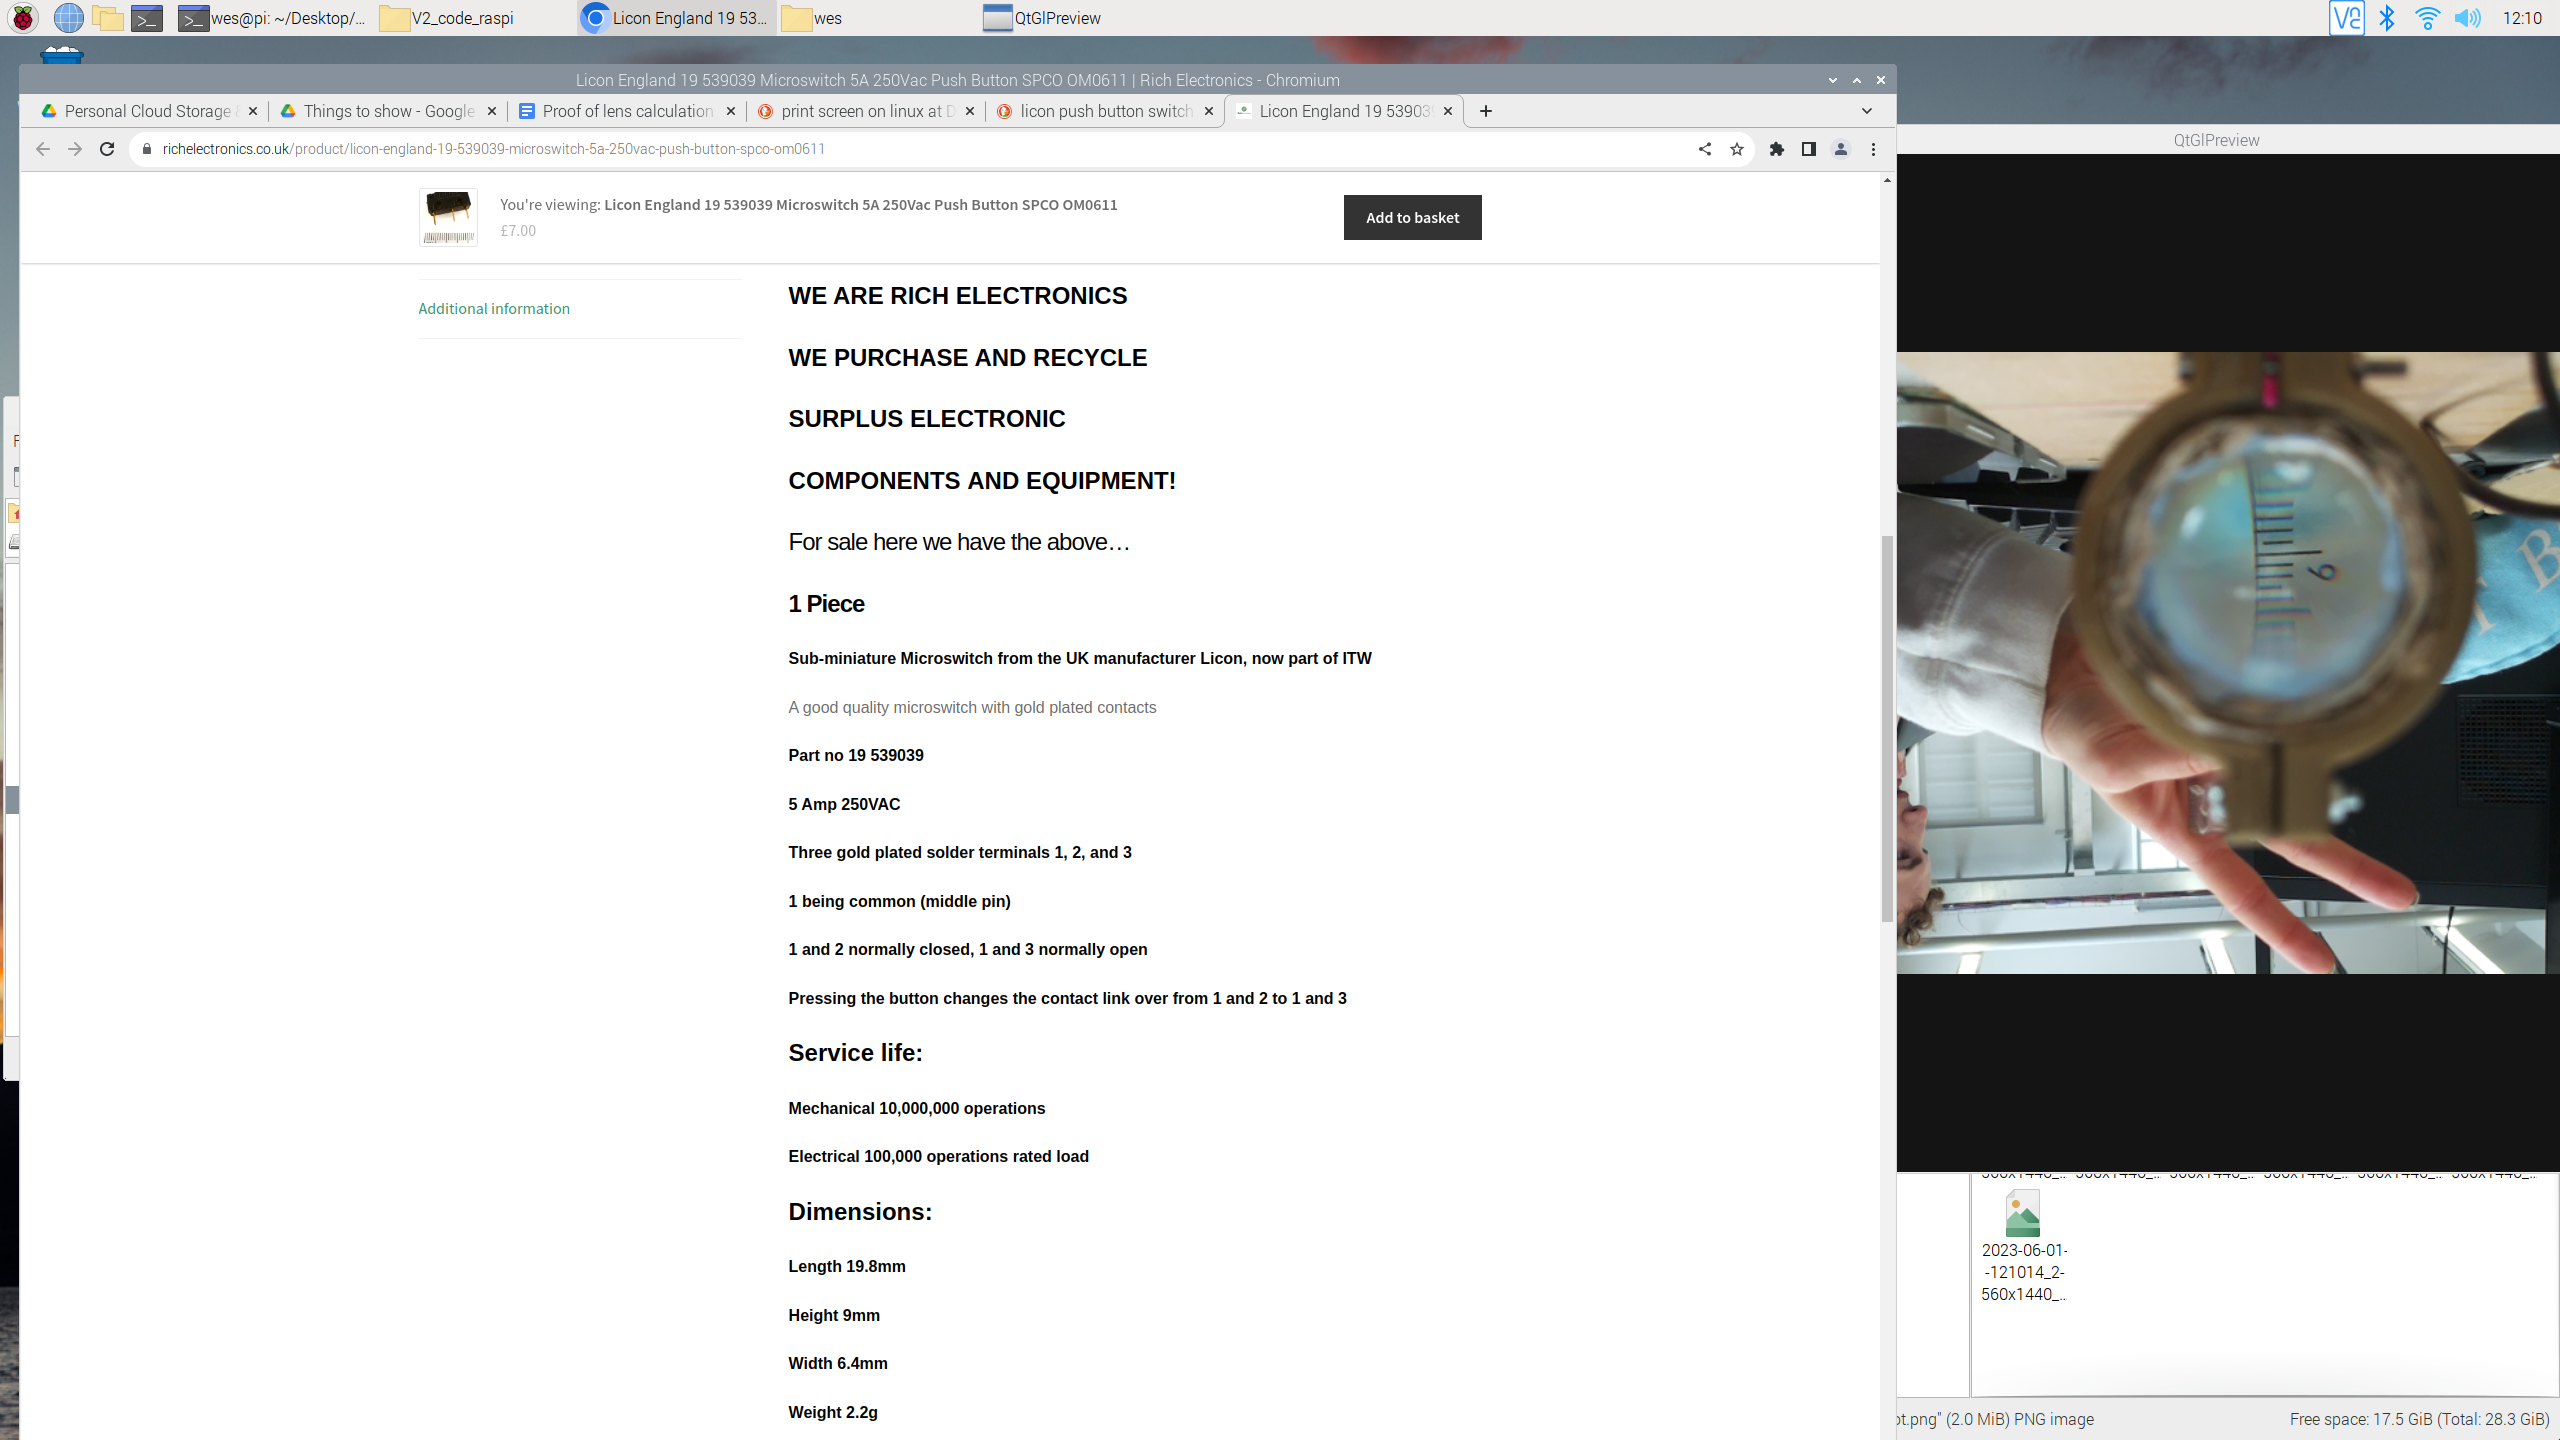 wes@pi: ~/Desktop/...
V2_code_raspi
Licon England 19 53...
wes
QtGlPreview
12:10
Licon England 19 539039 Microswitch 5A 250Vac Push Button SPCO OM0611 | Rich Electronics - Chromium
Personal Cloud Storage &
Things to show - Google
Proof of lens calculation
print screen on linux at D
licon push button switch
Licon England 19 539039
richelectronics.co.uk/product/licon-england-19-539039-microswitch-5a-250vac-push-button-spco-om0611
QtGlPreview
You're viewing: Licon England 19 539039 Microswitch 5A 250Vac Push Button SPCO OM0611
£7.00
Add to basket
Additional information
WE ARE RICH ELECTRONICS
WE PURCHASE AND RECYCLE
SURPLUS ELECTRONIC
COMPONENTS AND EQUIPMENT!
For sale here we have the above…
1 Piece
Sub-miniature Microswitch from the UK manufacturer Licon, now part of ITW
A good quality microswitch with gold plated contacts
Part no 19 539039
5 Amp 250VAC
Three gold plated solder terminals 1, 2, and 3
1 being common (middle pin)
1 and 2 normally closed, 1 and 3 normally open
Pressing the button changes the contact link over from 1 and 2 to 1 and 3
Service life:
Mechanical 10,000,000 operations
Electrical 100,000 operations rated load
Dimensions:
Length 19.8mm
Height 9mm
Width 6.4mm
Weight 2.2g
2023-06-01-
-121014_2-
560x1440_...
ot.png" (2.0 MiB) PNG image
Free space: 17.5 GiB (Total: 28.3 GiB)